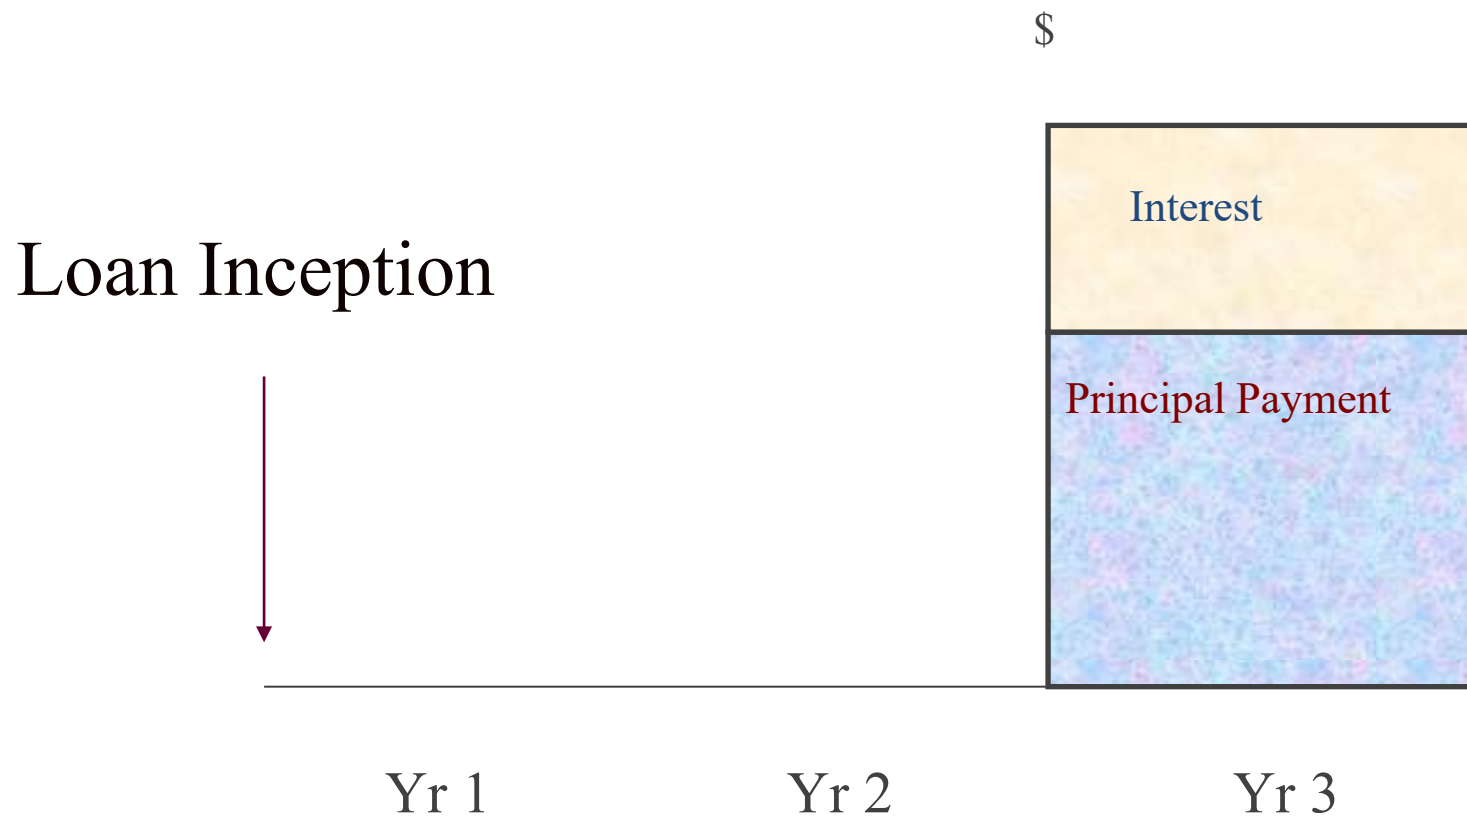 $
Interest
Loan Inception
Principal Payment
Yr 1 Yr 2 Yr 3